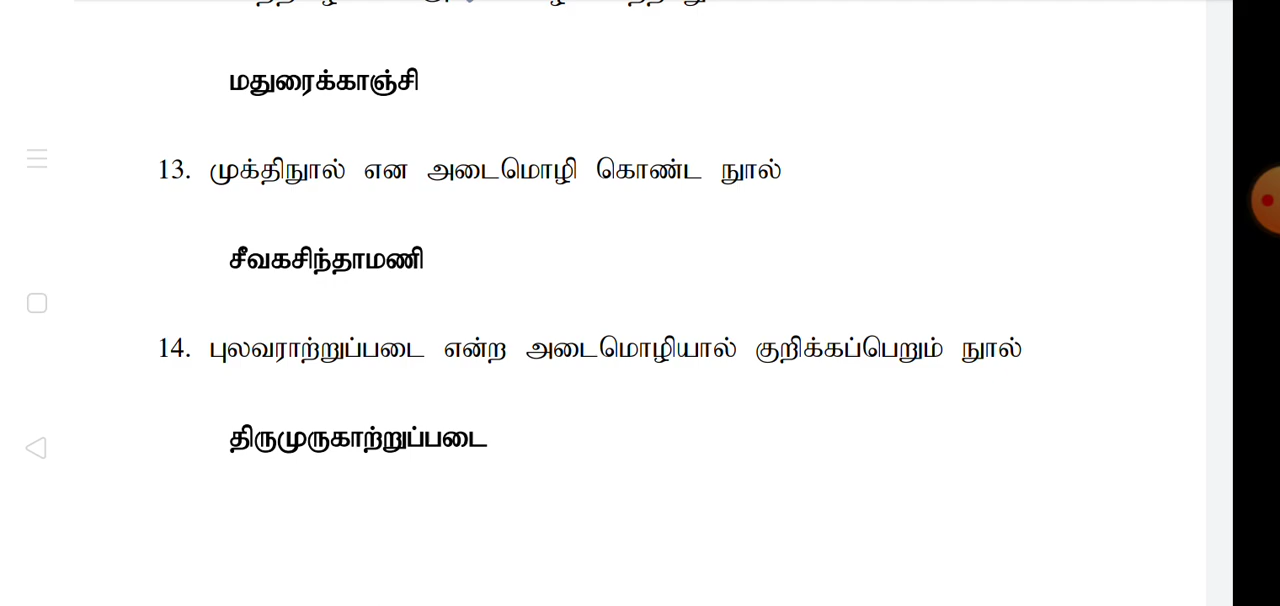 மதுரைக்காஞ்சி
13. முக்திநூல் என அடைமொழி கொண்ட நூல்
சீவகசிந்தாமணி
14. புலவராற்றுப்படை என்ற அடைமொழியால் குறிக்கப்பெறும் நூல்
திருமுருகாற்றுப்படை